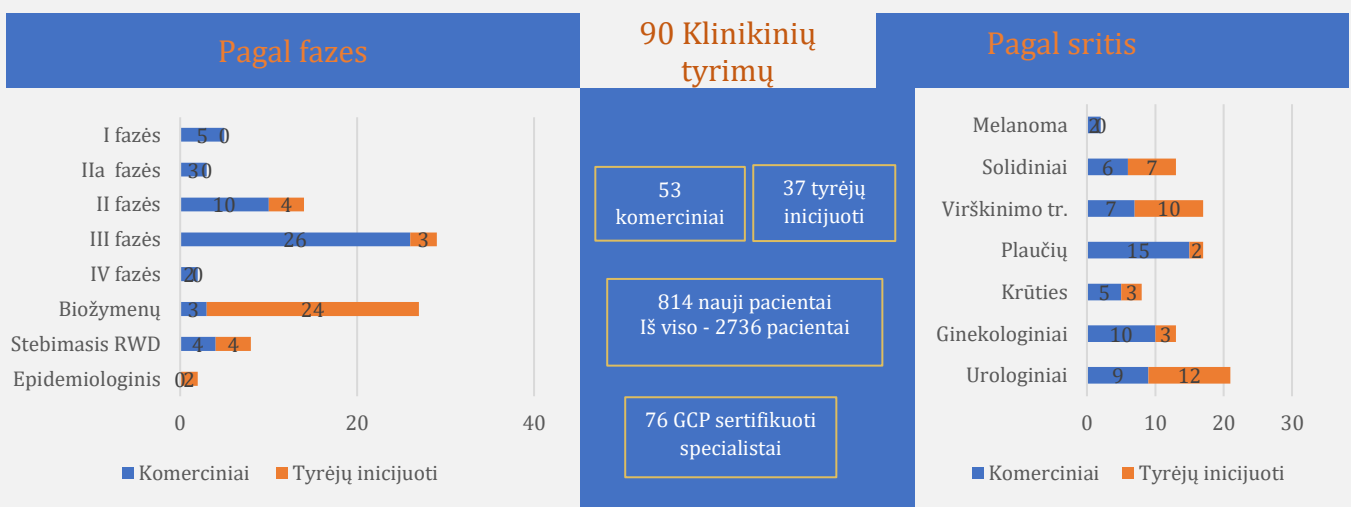 Pagal fazes
90 Klinikinių
tyrimų
Pagal sritis
I fazės
5 0
IIa fazės
3 0
II fazės
10 4
III fazės
26 3
IV fazės
2 0
Biožymenų
3 24
Stebimasis RWD
4 4
Epidemiologinis
0 2
0 20 40
Komerciniai Tyrėjų inicijuoti
53
komerciniai
37 tyrėjų
inicijuoti
814 nauji pacientai
Iš viso - 2736 pacientai
76 GCP sertifikuoti
specialistai
Melanoma
2 0
Solidiniai
6 7
Virškinimo tr.
7 10
Plaučių
15 2
Krūties
5 3
Ginekologiniai
10 3
Urologiniai
9 12
0 10 20 30
Komerciniai Tyrėjų inicijuoti